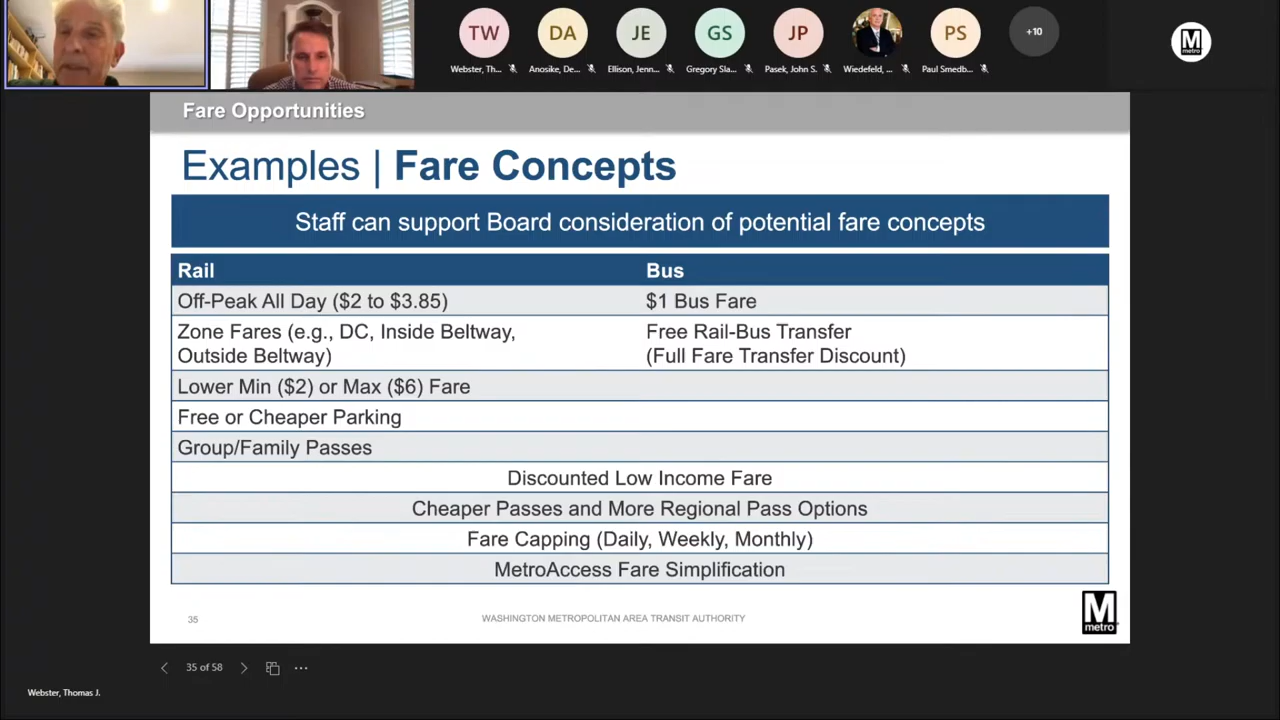 TW
DA
JE
GS
JP
PS
+10
Webster, Th...
Anosike, De...
Ellison, Jenn...
Gregory Sla...
Pasek, John S.
Wiedefeld, ...
Paul Smedb...
M
metro
Fare Opportunities
Examples | Fare Concepts
Staff can support Board consideration of potential fare concepts
Rail
Bus
Off-Peak All Day ($2 to $3.85)
$1 Bus Fare
Zone Fares (e.g., DC, Inside Beltway,
Outside Beltway)
Free Rail-Bus Transfer
(Full Fare Transfer Discount)
Lower Min ($2) or Max ($6) Fare
Free or Cheaper Parking
Group/Family Passes
Discounted Low Income Fare
Cheaper Passes and More Regional Pass Options
Fare Capping (Daily, Weekly, Monthly)
MetroAccess Fare Simplification
35
WASHINGTON METROPOLITAN AREA TRANSIT AUTHORITY
M
metro
35 of 58
Webster, Thomas J.